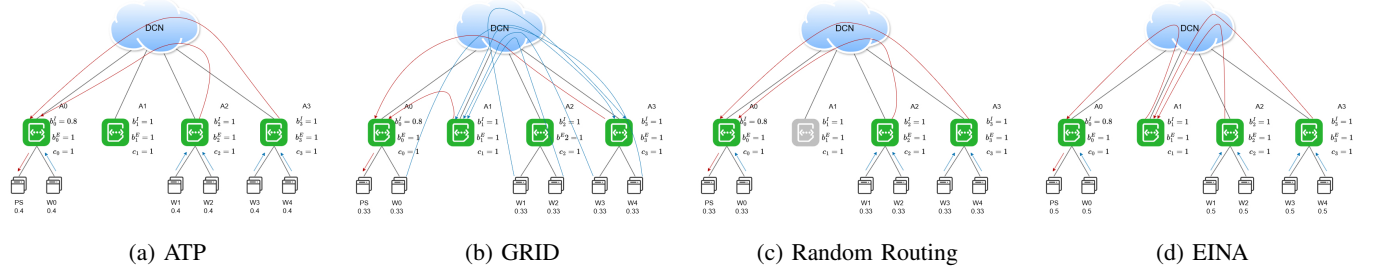 DCN
A0
A1
A2
A3
b_0^I = 0.8
b_1^I = 1
b_2^I = 1
b_3^I = 1
b_0^E = 1
b_1^E = 1
b_2^E = 1
b_3^E = 1
c_0 = 1
c_1 = 1
c_2 = 1
c_3 = 1
PS W0 W1 W2 W3 W4
0.4 0.4 0.4 0.4 0.4 0.4
(a) ATP
DCN
A0
A1
A2
A3
= 0.8
b_1^I = 1
b_2^I = 1
b_3^I = 1
b_0^E = 1
b_1^E = 1
b^E2 = 1
b_3^E = 1
c_0 = 1
c_1 = 1
c_2 = 1
c_3 = 1
PS W0 W1 W2 W3 W4
0.33 0.33 0.33 0.33 0.33 0.33
(b) GRID
DCN
A0
A1
A2
A3
= 0.8
b_1^I = 1
b_2^I = 1
b_3^I = 1
b_0^E = 1
b_1^E = 1
b_2^E = 1
b_3^E = 1
c_0 = 1
c_1 = 1
c_2 = 1
c_3 = 1
PS W0 W1 W2 W3 W4
0.33 0.33 0.33 0.33 0.33 0.33
(c) Random Routing
DCN
A0
A1
A2
A3
= 0.8
b_1^I = 1
b_2^I = 1
b_3^I = 1
b_0^E = 1
b_1^E = 1
b_2^E = 1
b_3^E = 1
c_0 = 1
c_1 = 1
c_2 = 1
c_3 = 1
PS W0 W1 W2 W3 W4
0.5 0.5 0.5 0.5 0.5 0.5
(d) EINA